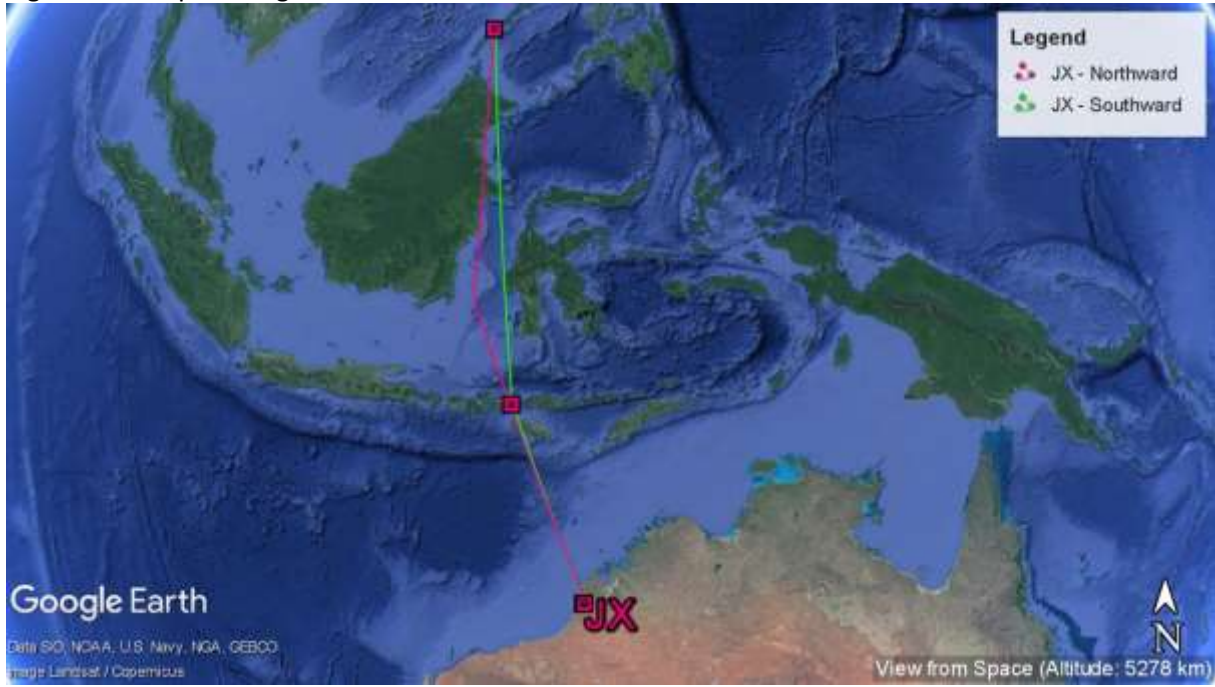 Legend
JX - Northward
JX - Southward
JX
Google Earth
Data SIO, NOAA, U.S. Navy, NGA, GEBCO
Image Landsat / Copernicus
N
View from Space (Altitude: 5278 km)